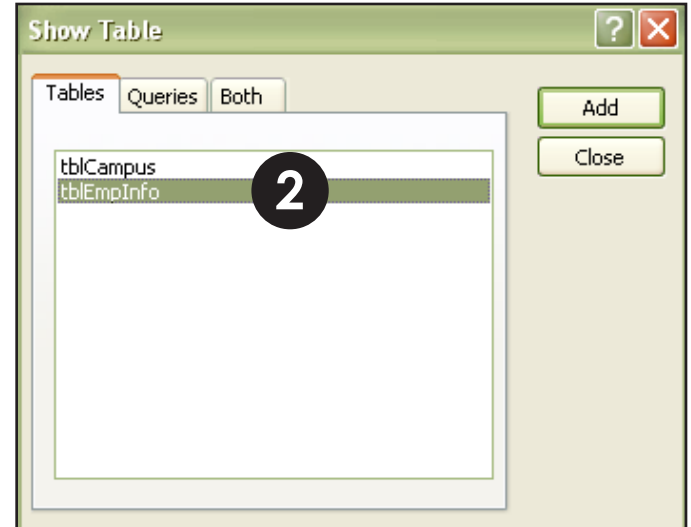 Show Table
Tables Queries Both
Add
Close
tblCampus
tblEmpInfo
2